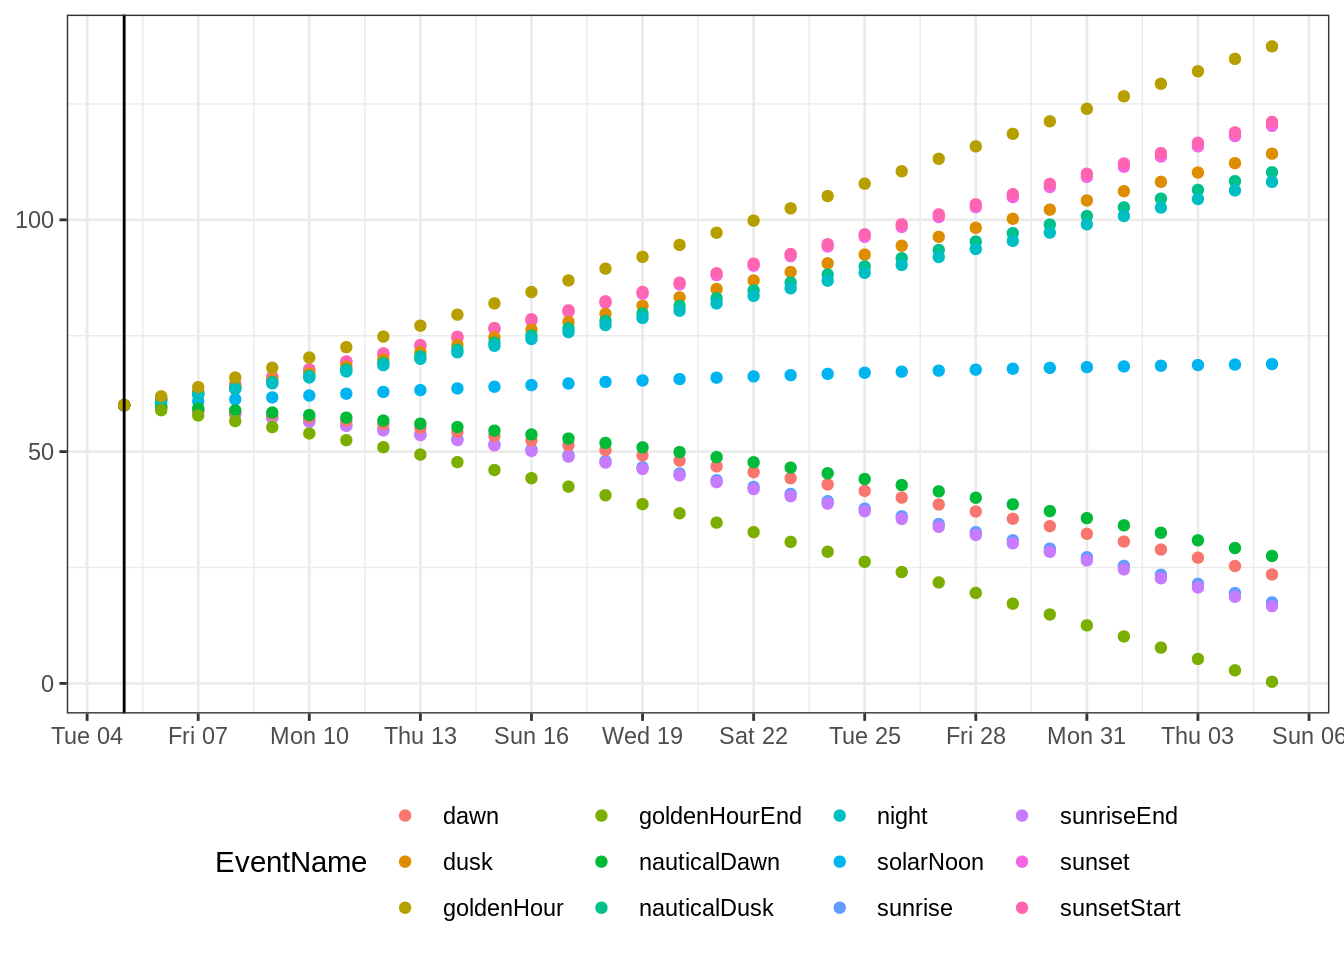 100
50
0
Tue 04 Fri 07 Mon 10 Thu 13 Sun 16 Wed 19 Sat 22 Tue 25 Fri 28 Mon 31 Thu 03 Sun 06
EventName
dawn goldenHourEnd night sunriseEnd
dusk nauticalDawn solarNoon sunset
goldenHour nauticalDusk sunrise sunsetStart